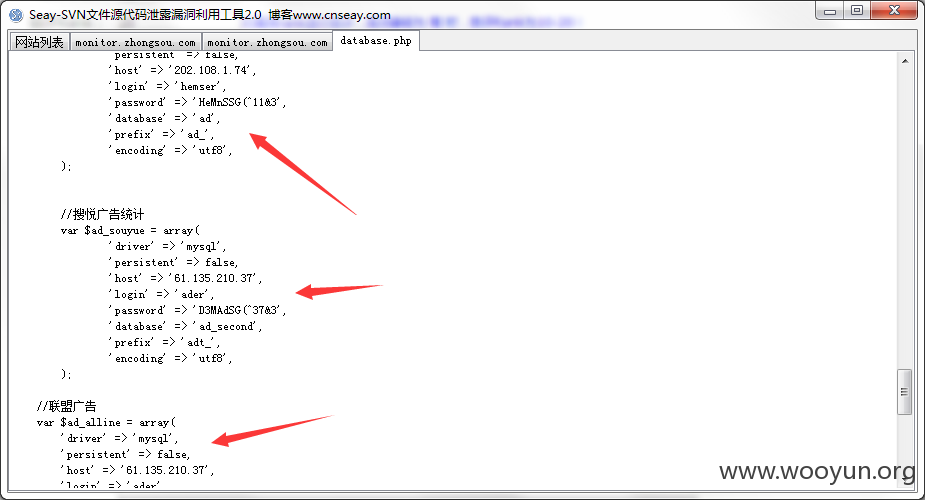 Seay-SVN文件源代码泄露漏洞利用工具2.0 博客www.cnseay.com
网站列表 monitor.zhongsou.com monitor.zhongsou.com database.php
'persistent' => false,
'host' => '202.108.1.74',
'login' => 'hemser',
'password' => 'HeMnSSG(^11&3',
'database' => 'ad',
'prefix' => 'ad_',
'encoding' => 'utf8',
);
//搜悦广告统计
var $ad_souyue = array(
'driver' => 'mysql',
'persistent' => false,
'host' => '61.135.210.37',
'login' => 'ader',
'password' => 'D3MAdSG(^37&3',
'database' => 'ad_second',
'prefix' => 'adt_',
'encoding' => 'utf8',
);
//联盟广告
var $ad_alline = array(
'driver' => 'mysql',
'persistent' => false,
'host' => '61.135.210.37',
'login' => 'ader'
www.wooyun.org